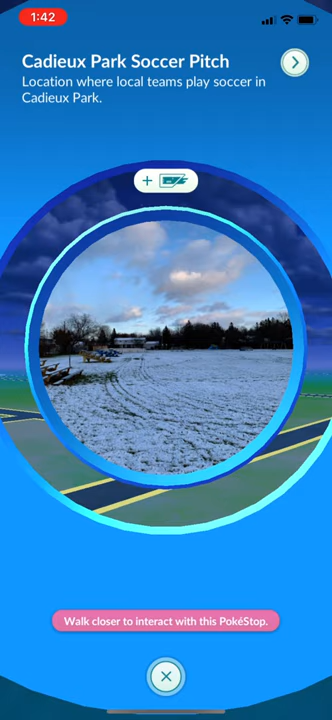 1:42
Cadieux Park Soccer Pitch
Location where local teams play soccer in
Cadieux Park.
Walk closer to interact with this PokéStop.